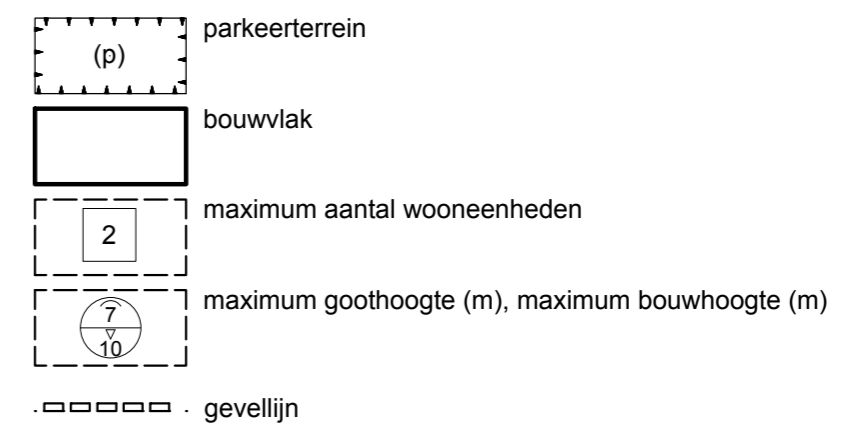 (p) parkeerterrein
bouwvlak
2 maximum aantal wooneenheden
7 maximum goothoogte (m), maximum bouwhoogte (m)
10
gevellijn